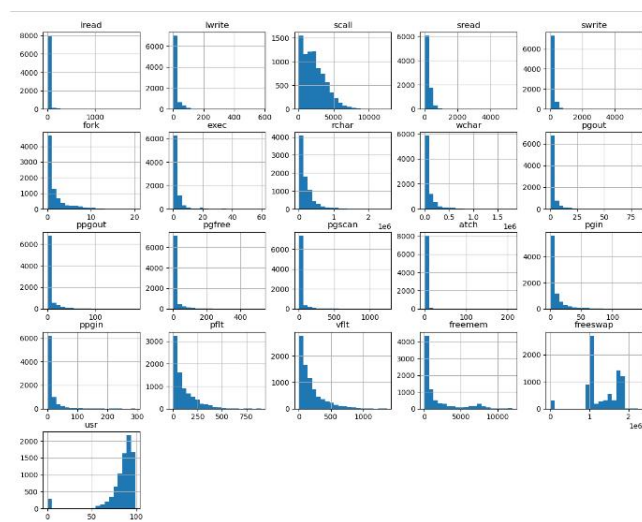 iread lwrite scall sread swrite
8000 6000 4000 2000 0
0 1000
6000 4000 2000 0
0 200 400 600
1500 1000 500 0
0 5000 10000
6000 4000 2000 0
0 2000 4000
6000 4000 2000 0
0 2000 4000
fork exec rchar wchar pgout
4000 3000 2000 1000 0
0 10 20
6000 4000 2000 0
0 20 40 60
4000 3000 2000 1000 0
0 1 2
1e6
6000 4000 2000 0
0.0 0.5 1.0 1.5
1e6
6000 4000 2000 0
0 25 50 75
ppgout pgfree pgscan atch pgin
6000 4000 2000 0
0 100
6000 4000 2000 0
0 200 400
6000 4000 2000 0
0 500 1000
8000 6000 4000 2000 0
0 100 200
4000 2000 0
0 50 100
ppgin pflt vflt freemem freeswap
6000 4000 2000 0
0 100 200 300
3000 2000 1000 0
0 250 500 750
2000 1000 0
0 500 1000
4000 3000 2000 1000 0
0 5000 10000
2000 1000 0
0 1 2
1e6
usr
2000 1500 1000 500 0
0 50 100